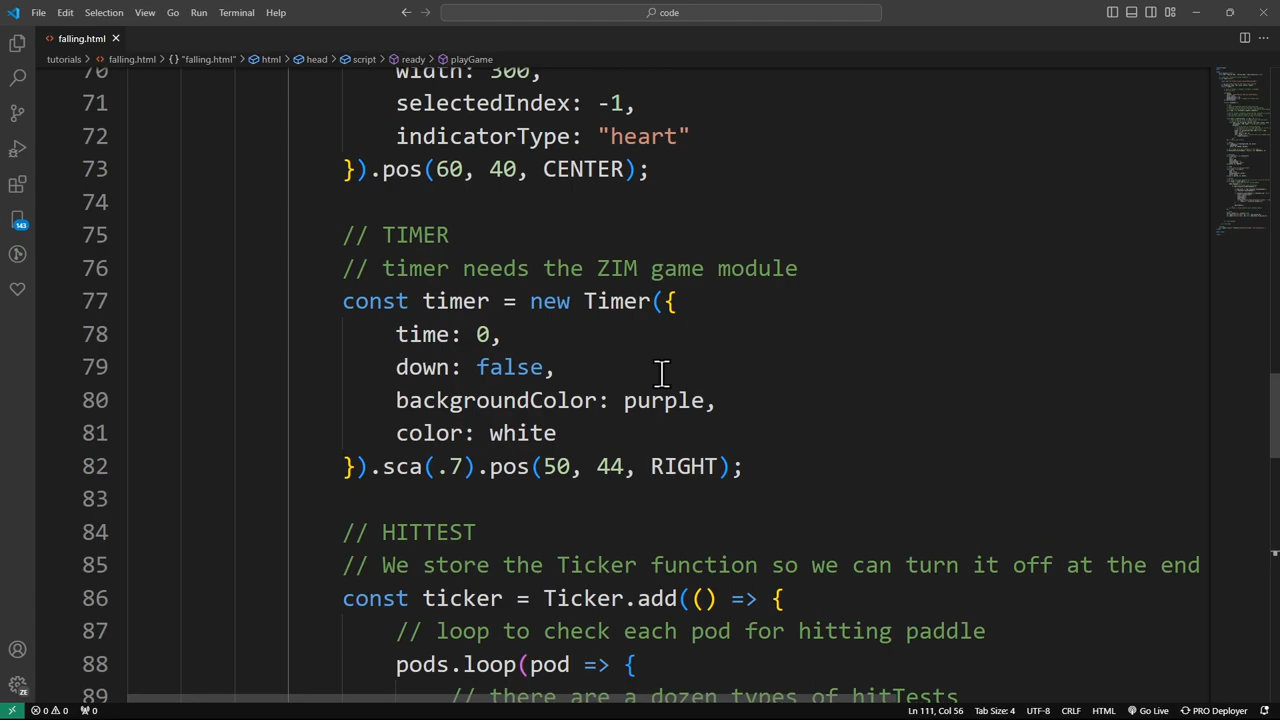 File Edit Selection View Go Run Terminal Help
code
falling.html
tutorials > falling.html > {} "falling.html" > html > head > script > ready > playGame
70 width: 300,
71 selectedIndex: -1,
72 indicatorType: "heart"
73 }).pos(60, 40, CENTER);
74
75 // TIMER
76 // timer needs the ZIM game module
77 const timer = new Timer({
78 time: 0,
79 down: false,
80 backgroundColor: purple,
81 color: white
82 }).sca(.7).pos(50, 44, RIGHT);
83
84 // HITTEST
85 // We store the Ticker function so we can turn it off at the end
86 const ticker = Ticker.add(() => {
87 // loop to check each pod for hitting paddle
88 pods.loop(pod => {
89 // there are a dozen types of hitTests
143
ZE
0 0 0 Ln 111, Col 56 Tab Size: 4 UTF-8 CRLF HTML Go Live PRO Deployer